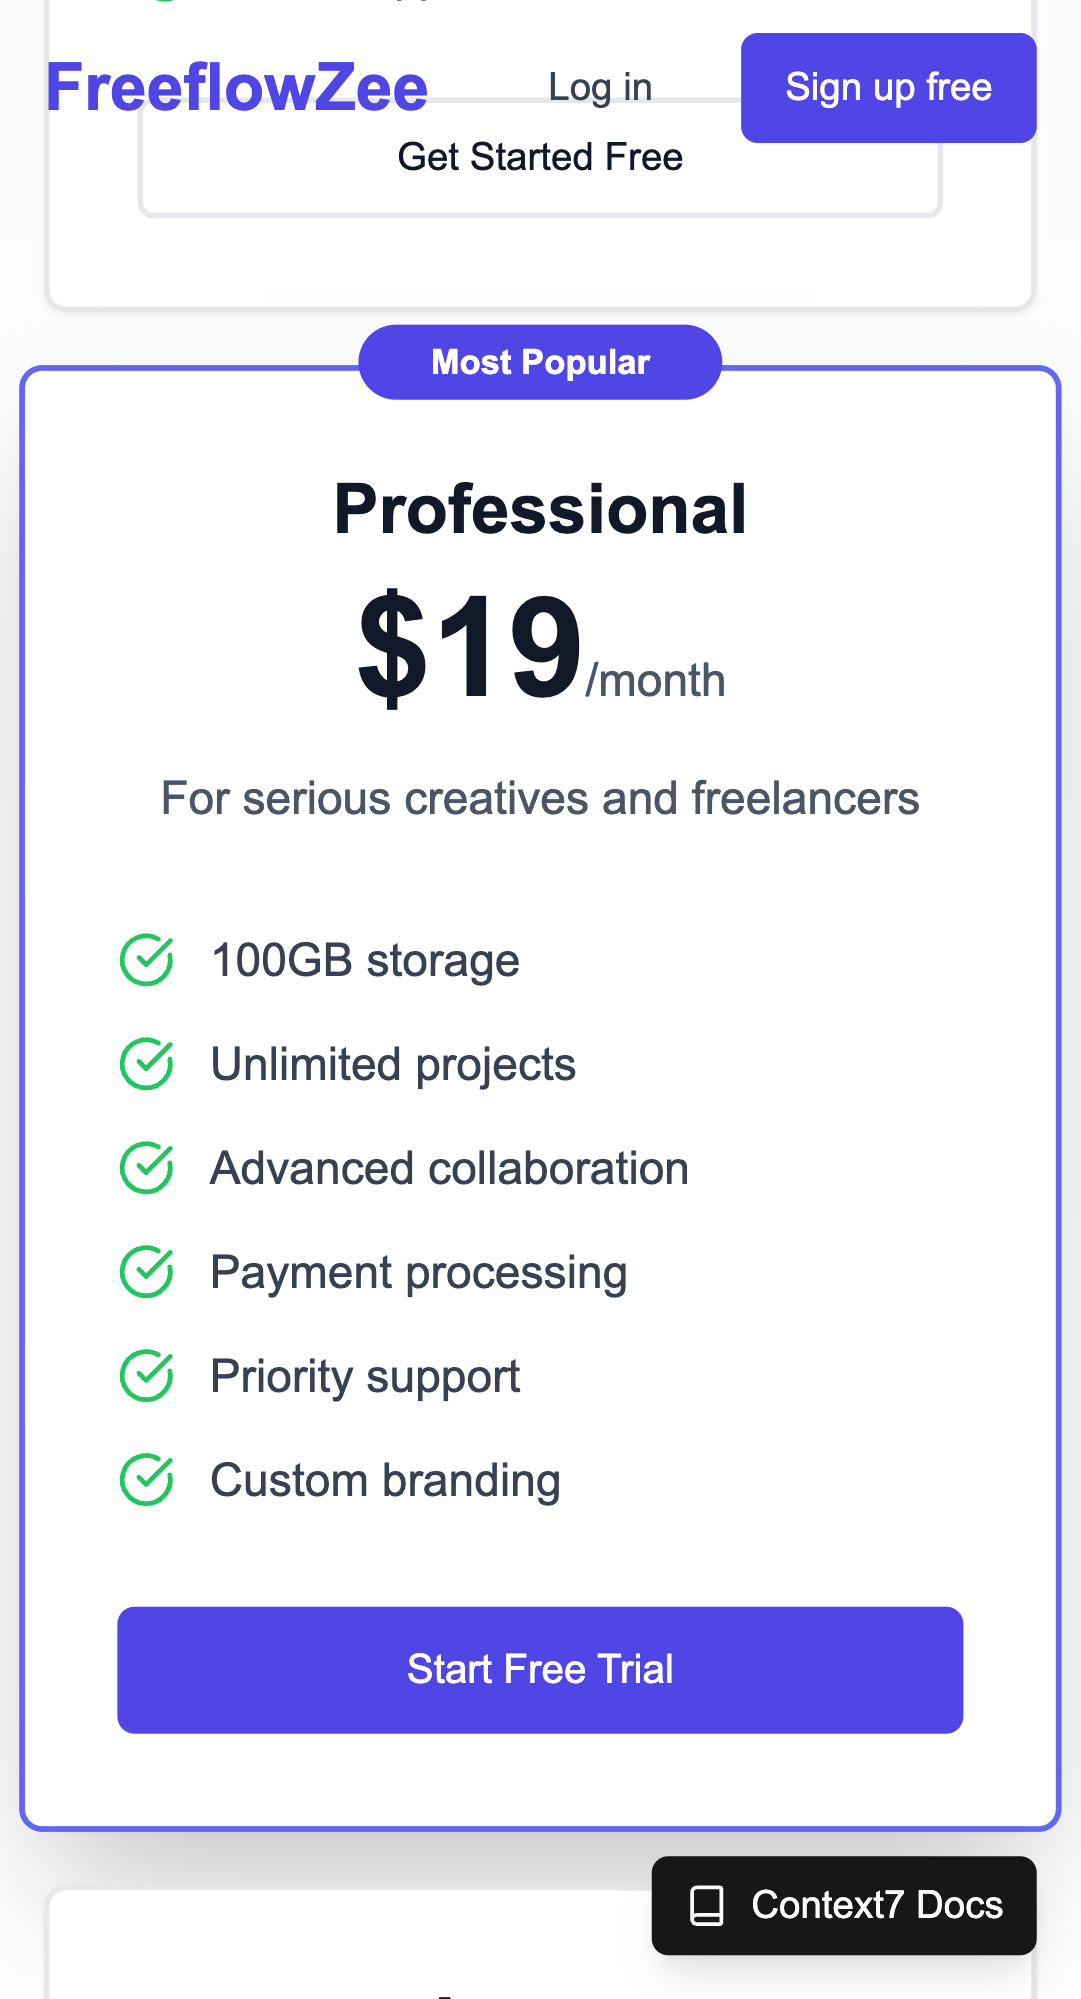 FreeflowZee
Log in
Sign up free
Get Started Free
Most Popular
Professional
$19/month
For serious creatives and freelancers
100GB storage
Unlimited projects
Advanced collaboration
Payment processing
Priority support
Custom branding
Start Free Trial
Context7 Docs